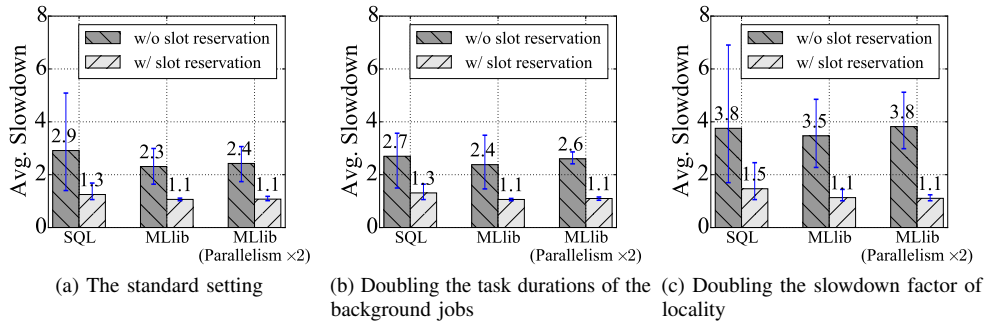 8
6
4
2
0
Avg. Slowdown
w/o slot reservation
w/ slot reservation
2.9
1.3
2.3
1.1
2.4
1.1
SQL
MLlib
MLlib
(Parallelism ×2)
(a) The standard setting
8
6
4
2
0
Avg. Slowdown
w/o slot reservation
w/ slot reservation
2.7
1.3
2.4
1.1
2.6
1.1
SQL
MLlib
MLlib
(Parallelism ×2)
(b) Doubling the task durations of the
background jobs
8
6
4
2
0
Avg. Slowdown
w/o slot reservation
w/ slot reservation
3.8
1.5
3.5
1.1
3.8
1.1
SQL
MLlib
MLlib
(Parallelism ×2)
(c) Doubling the slowdown factor of
locality